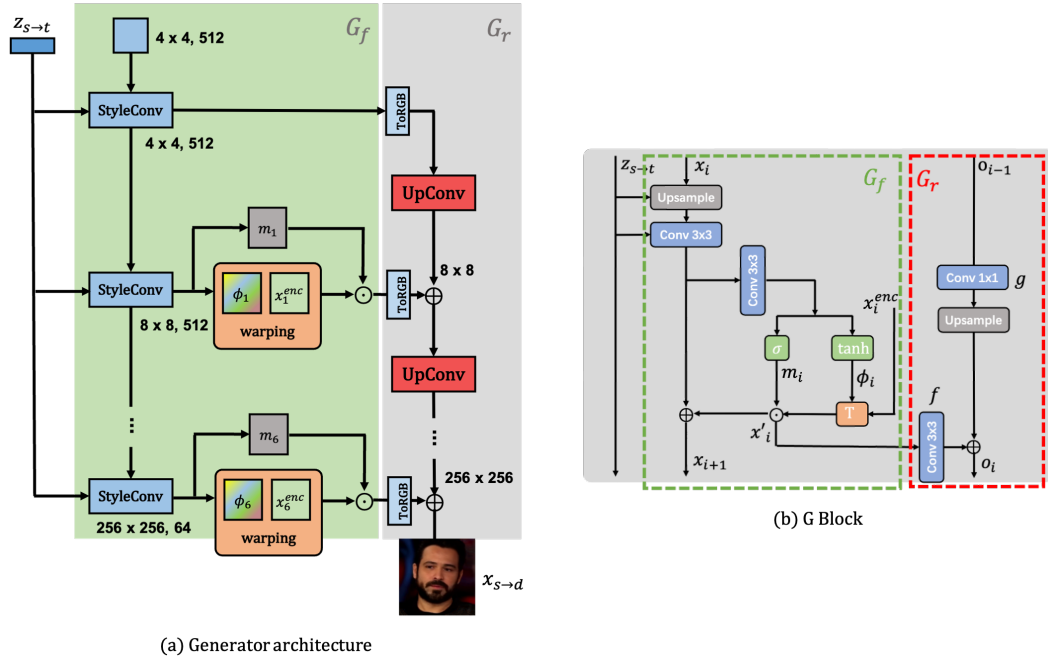 z_{s→t}
G_f
G_r
4 x 4, 512
StyleConv
ToRGB
4 x 4, 512
UpConv
m_1
8 x 8
StyleConv
ϕ_1
x_1^{enc}
⊙
ToRGB
⊕
warping
8 x 8, 512
UpConv
...
...
m_6
256 x 256
StyleConv
ϕ_6
x_6^{enc}
⊙
ToRGB
⊕
256 x 256, 64
warping
x_{s→d}
(a) Generator architecture
z_{s→t}
x_i
G_f
G_r
o_{i-1}
Upsample
Conv 3x3
Conv 3x3
x_i^{enc}
Conv 1x1
g
Upsample
σ
tanh
m_i
ϕ_i
f
⊕
⊙
T
x'_i
Conv 3x3
⊕
x_{i+1}
o_i
(b) G Block